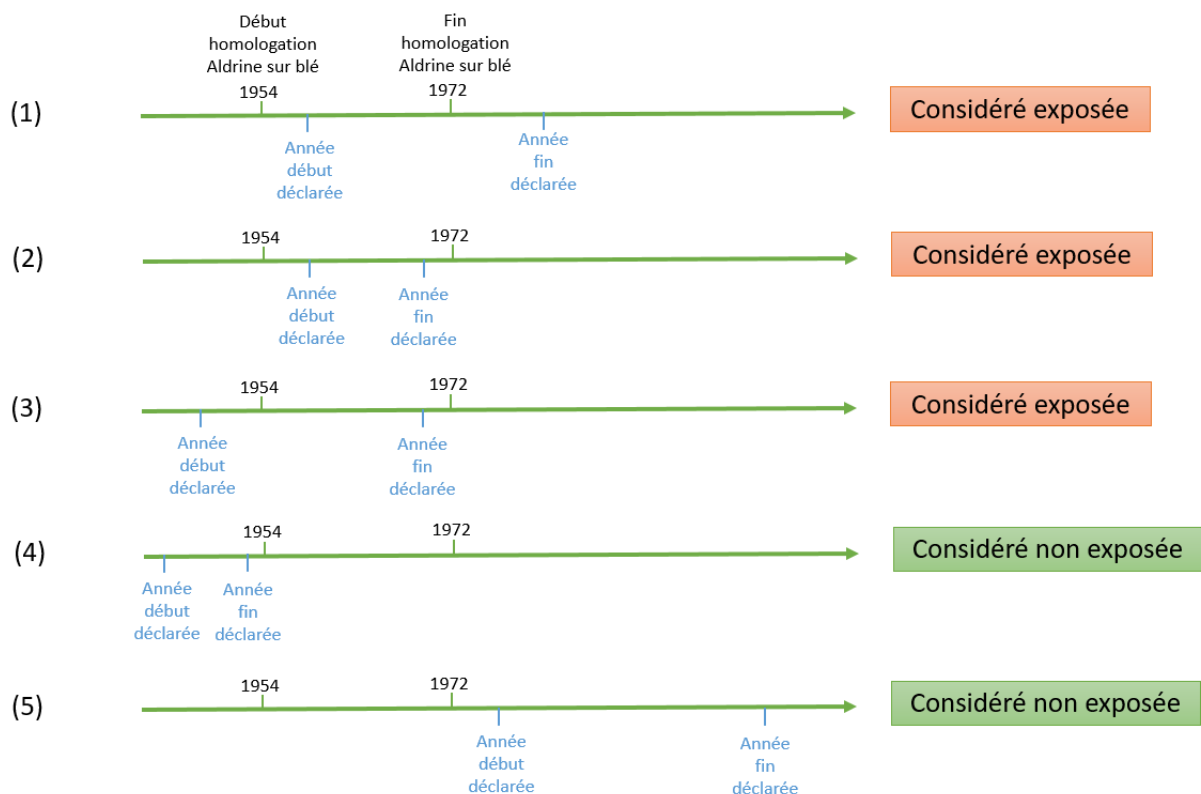 Début
homologation
Aldrine sur blé
Fin
homologation
Aldrine sur blé
1954
1972
(1)
Considéré exposée
Année
début
déclarée
Année
fin
déclarée
1954
1972
(2)
Considéré exposée
Année
début
déclarée
Année
fin
déclarée
1954
1972
(3)
Considéré exposée
Année
début
déclarée
Année
fin
déclarée
1954
1972
(4)
Considéré non exposée
Année
début
déclarée
Année
fin
déclarée
1954
1972
(5)
Considéré non exposée
Année
début
déclarée
Année
fin
déclarée